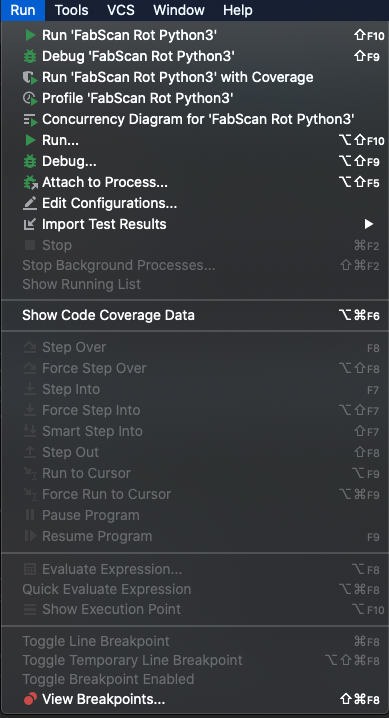 Run Tools VCS Window Help
Run 'FabScan Rot Python3' ⇧F10
Debug 'FabScan Rot Python3' ⇧F9
Run 'FabScan Rot Python3' with Coverage
Profile 'FabScan Rot Python3'
Concurrency Diagram for 'FabScan Rot Python3'
Run... ⌥⇧F10
Debug... ⌥⇧F9
Attach to Process... ⌥⇧F5
Edit Configurations...
Import Test Results
Stop ⌘F2
Stop Background Processes... ⇧⌘F2
Show Running List
Show Code Coverage Data ⌥⌘F6
Step Over F8
Force Step Over ⌥⇧F8
Step Into F7
Force Step Into ⌥⇧F7
Smart Step Into ⇧F7
Step Out ⇧F8
Run to Cursor ⌥F9
Force Run to Cursor ⌥⌘F9
Pause Program
Resume Program F9
Evaluate Expression... ⌥F8
Quick Evaluate Expression ⌥⌘F8
Show Execution Point ⌥F10
Toggle Line Breakpoint ⌘F8
Toggle Temporary Line Breakpoint ⌥⇧⌘F8
Toggle Breakpoint Enabled
View Breakpoints... ⇧⌘F8